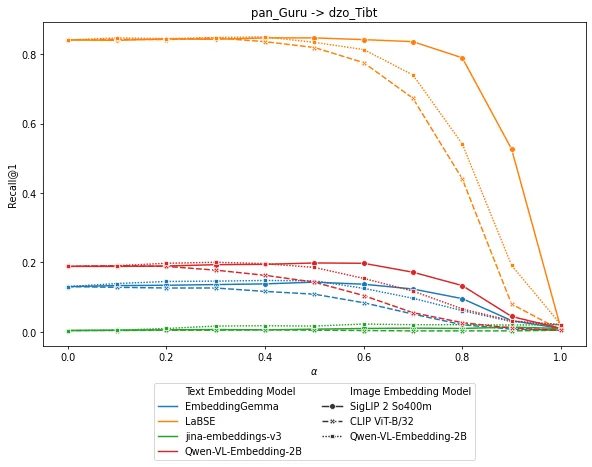 pan_Guru -> dzo_Tibt
Recall@1
0.8
0.6
0.4
0.2
0.0
0.0 0.2 0.4 0.6 0.8 1.0
α
Text Embedding Model Image Embedding Model
EmbeddingGemma SigLIP 2 So400m
LaBSE CLIP ViT-B/32
jina-embeddings-v3 Qwen-VL-Embedding-2B
Qwen-VL-Embedding-2B